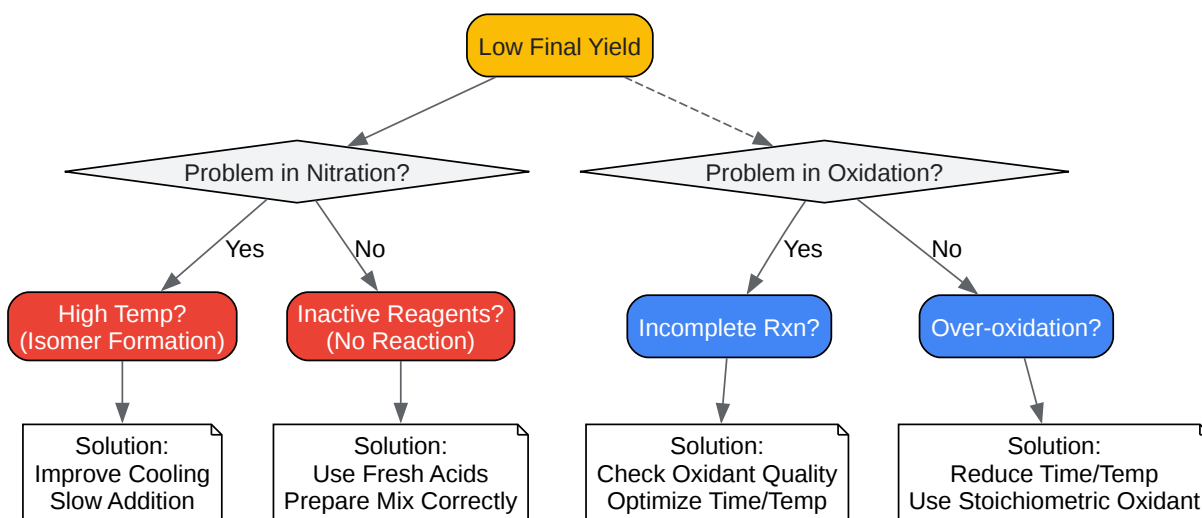 Low Final Yield
Problem in Nitration?
Problem in Oxidation?
Yes
No
Yes
No
High Temp?
(Isomer Formation)
Inactive Reagents?
(No Reaction)
Incomplete Rxn?
Over-oxidation?
Solution:
Improve Cooling
Slow Addition
Solution:
Use Fresh Acids
Prepare Mix Correctly
Solution:
Check Oxidant Quality
Optimize Time/Temp
Solution:
Reduce Time/Temp
Use Stoichiometric Oxidant